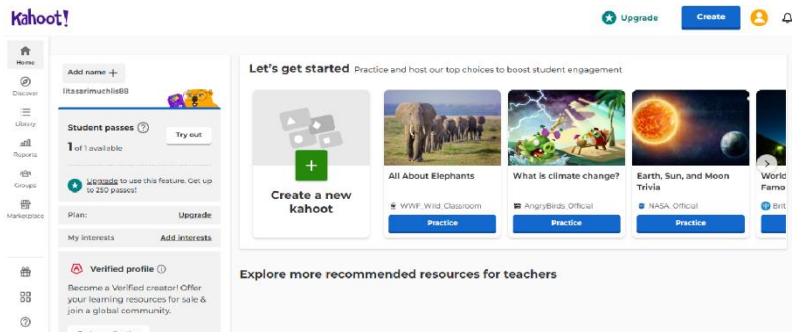 Kahoot!
Upgrade
Create
Home
Discover
Library
Reports
Groups
Marketplace
Add name +
litasarimuchlis88
Student passes
Try out
1 of 1 available
Upgrade to use this feature. Get up
to 250 passes!
Plan:
Upgrade
My interests
Add interests
Verified profile
Become a Verified creator! Offer
your learning resources for sale &
join a global community.
Let's get started Practice and host our top choices to boost student engagement
Create a new
kahoot
All About Elephants
WWF_Wild_Classroom
Practice
What is climate change?
AngryBirds_Official
Practice
Earth, Sun, and Moon
Trivia
NASA_Official
Practice
World
Famo
Brit
Explore more recommended resources for teachers